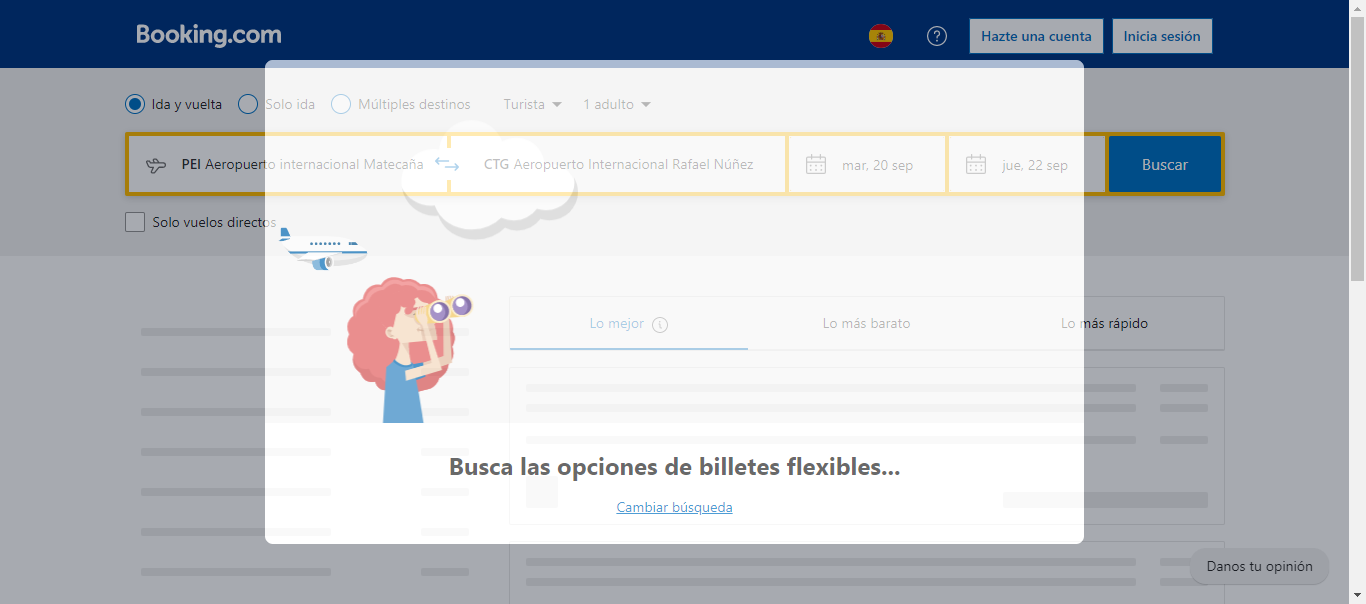 Booking.com
Hazte una cuenta
Inicia sesión
Ida y vuelta
Solo ida
Múltiples destinos
Turista
1 adulto
PEI Aeropuerto internacional Matecaña
CTG Aeropuerto Internacional Rafael Núñez
mar, 20 sep
jue, 22 sep
Buscar
Solo vuelos directos
Lo mejor
Lo más barato
Lo más rápido
Busca las opciones de billetes flexibles...
Cambiar búsqueda
Danos tu opinión